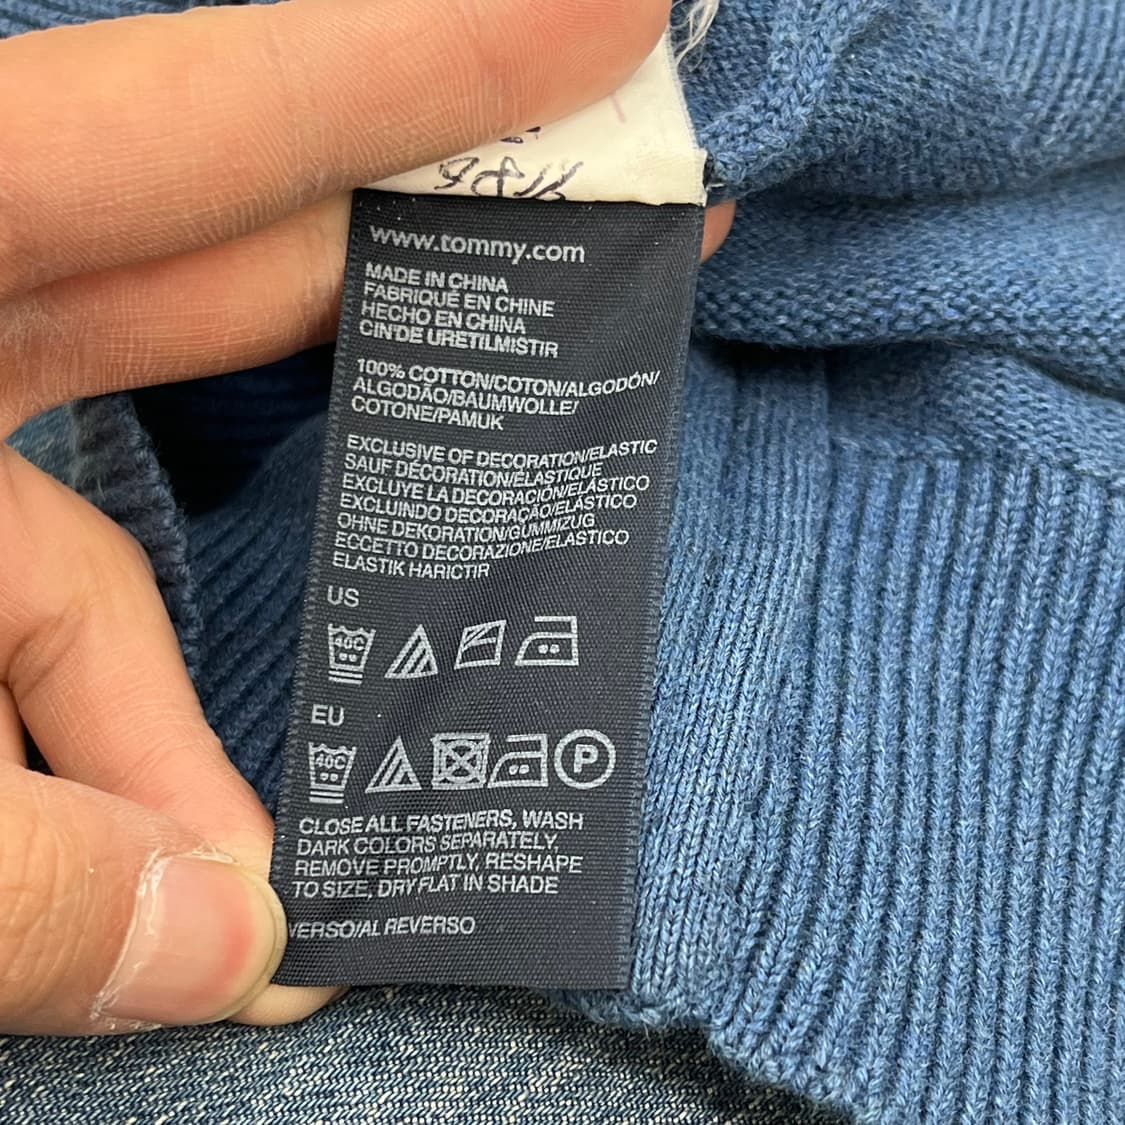 www.tommy.com
MADE IN CHINA
FABRIQUÉ EN CHINE
HECHO EN CHINA
CIN'DE URETILMISTIR
100% COTTON/COTON/ALGODÓN/
ALGODÃO/BAUMWOLLE/
COTONE/PAMUK
EXCLUSIVE OF DECORATION/ELASTIC
SAUF DÉCORATION/ÉLASTIQUE
EXCLUYE LA DECORACIÓN/ELÁSTICO
EXCLUINDO DECORAÇÃO/ELÁSTICO
OHNE DEKORATION/GUMMIZUG
ECCETTO DECORAZIONE/ELASTICO
ELASTIK HARICTIR
US
40C
EU
40C P
CLOSE ALL FASTENERS, WASH
DARK COLORS SEPARATELY,
REMOVE PROMPTLY, RESHAPE
TO SIZE, DRY FLAT IN SHADE
VERSO/AL REVERSO